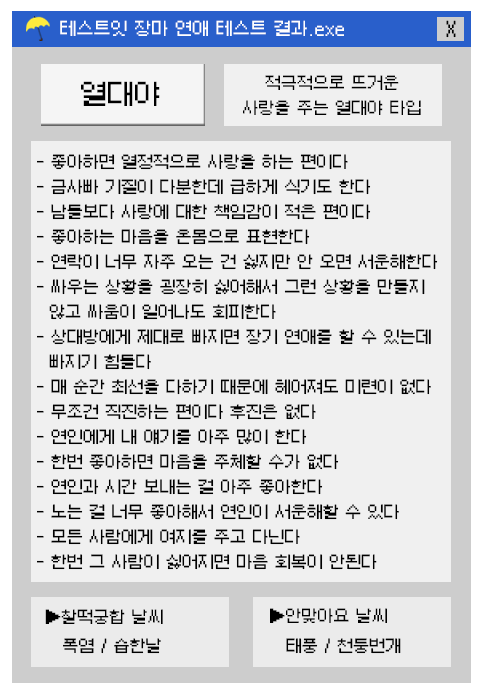 테스트잇 장마 연애 테스트 결과.exe X
열대야
적극적으로 뜨거운
사랑을 주는 열대야 타입
- 좋아하면 열정적으로 사랑을 하는 편이다
- 금사빠 기질이 다분한데 급하게 식기도 한다
- 남들보다 사랑에 대한 책임감이 적은 편이다
- 좋아하는 마음을 온몸으로 표현한다
- 연락이 너무 자주 오는 건 싫지만 안 오면 서운해한다
- 싸우는 상황을 굉장히 싫어해서 그런 상황을 만들지
않고 싸움이 일어나도 회피한다
- 상대방에게 제대로 빠지면 장기 연애를 할 수 있는데
빠지기 힘들다
- 매 순간 최선을 다하기 때문에 헤어져도 미련이 없다
- 무조건 직진하는 편이다 후진은 없다
- 연인에게 내 얘기를 아주 많이 한다
- 한번 좋아하면 마음을 주체할 수가 없다
- 연인과 시간 보내는 걸 아주 좋아한다
- 노는 걸 너무 좋아해서 연인이 서운해할 수 있다
- 모든 사람에게 여지를 주고 다닌다
- 한번 그 사람이 싫어지면 마음 회복이 안된다
▶찰떡궁합 날씨
폭염 / 습한날
▶안맞아요 날씨
태풍 / 천둥번개